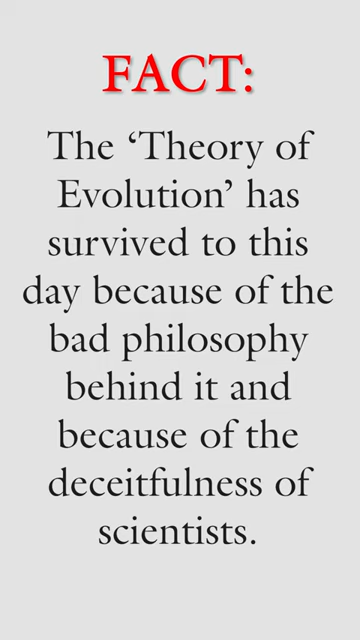 FACT:
The ‘Theory of
Evolution’ has
survived to this
day because of the
bad philosophy
behind it and
because of the
deceitfulness of
scientists.